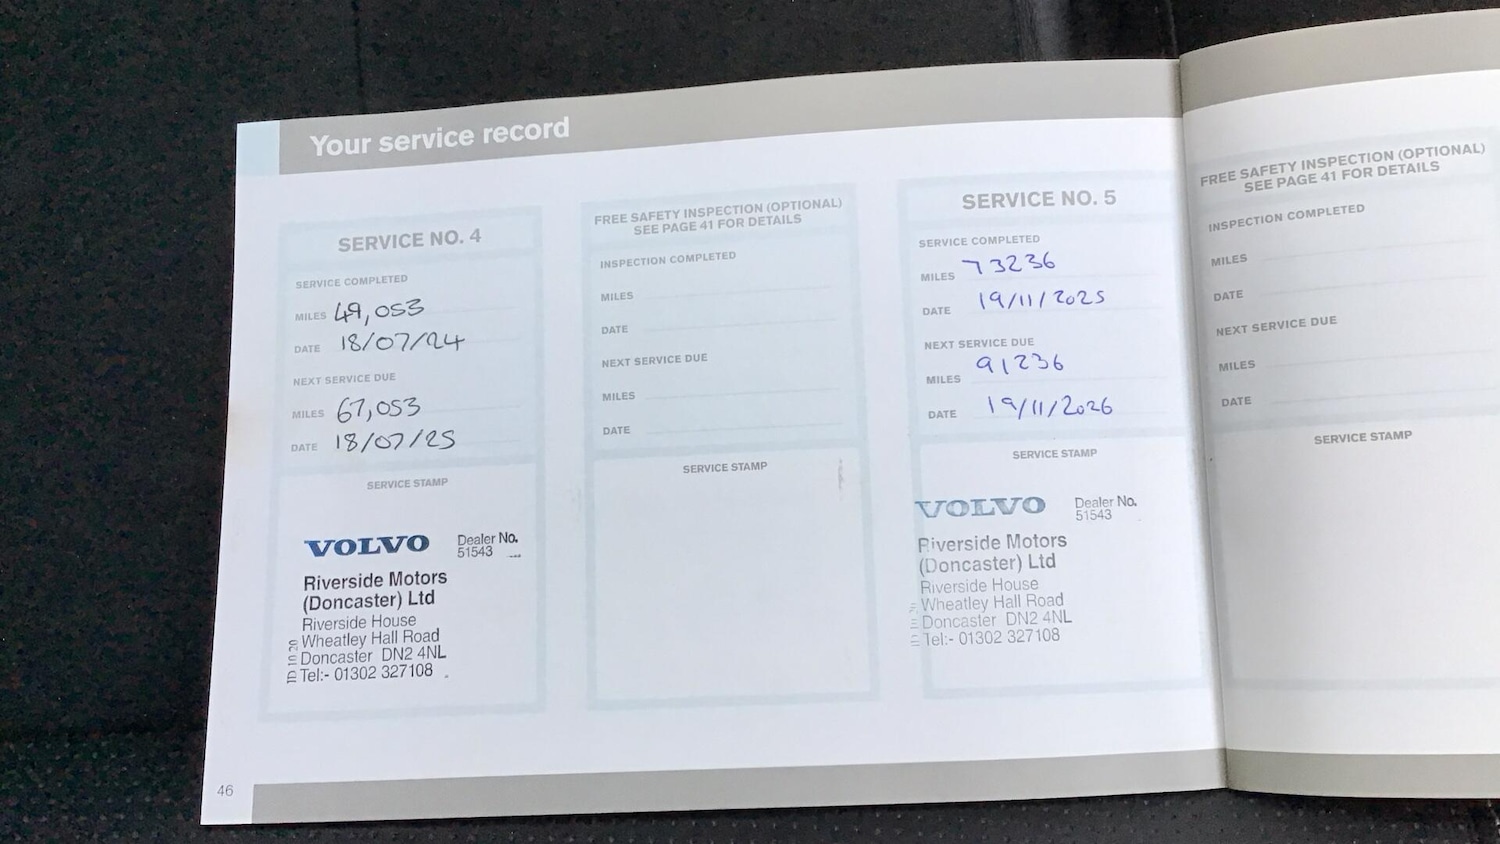 Your service record
SERVICE NO. 4
SERVICE COMPLETED
MILES 49,053
DATE 18/07/24
NEXT SERVICE DUE
MILES 67,053
DATE 18/07/25
SERVICE STAMP
VOLVO Dealer No.
51543
Riverside Motors
(Doncaster) Ltd
Riverside House
Wheatley Hall Road
Doncaster DN2 4NL
Tel:- 01302 327108
ID 10 20
FREE SAFETY INSPECTION (OPTIONAL)
SEE PAGE 41 FOR DETAILS
INSPECTION COMPLETED
MILES
DATE
NEXT SERVICE DUE
MILES
DATE
SERVICE STAMP
SERVICE NO. 5
SERVICE COMPLETED
MILES 73236
DATE 19/11/2025
NEXT SERVICE DUE
MILES 91236
DATE 19/11/2026
SERVICE STAMP
VOLVO Dealer No.
51543
Riverside Motors
(Doncaster) Ltd
Riverside House
Wheatley Hall Road
Doncaster DN2 4NL
Tel:- 01302 327108
FREE SAFETY INSPECTION (OPTIONAL)
SEE PAGE 41 FOR DETAILS
INSPECTION COMPLETED
MILES
DATE
NEXT SERVICE DUE
MILES
DATE
SERVICE STAMP
46